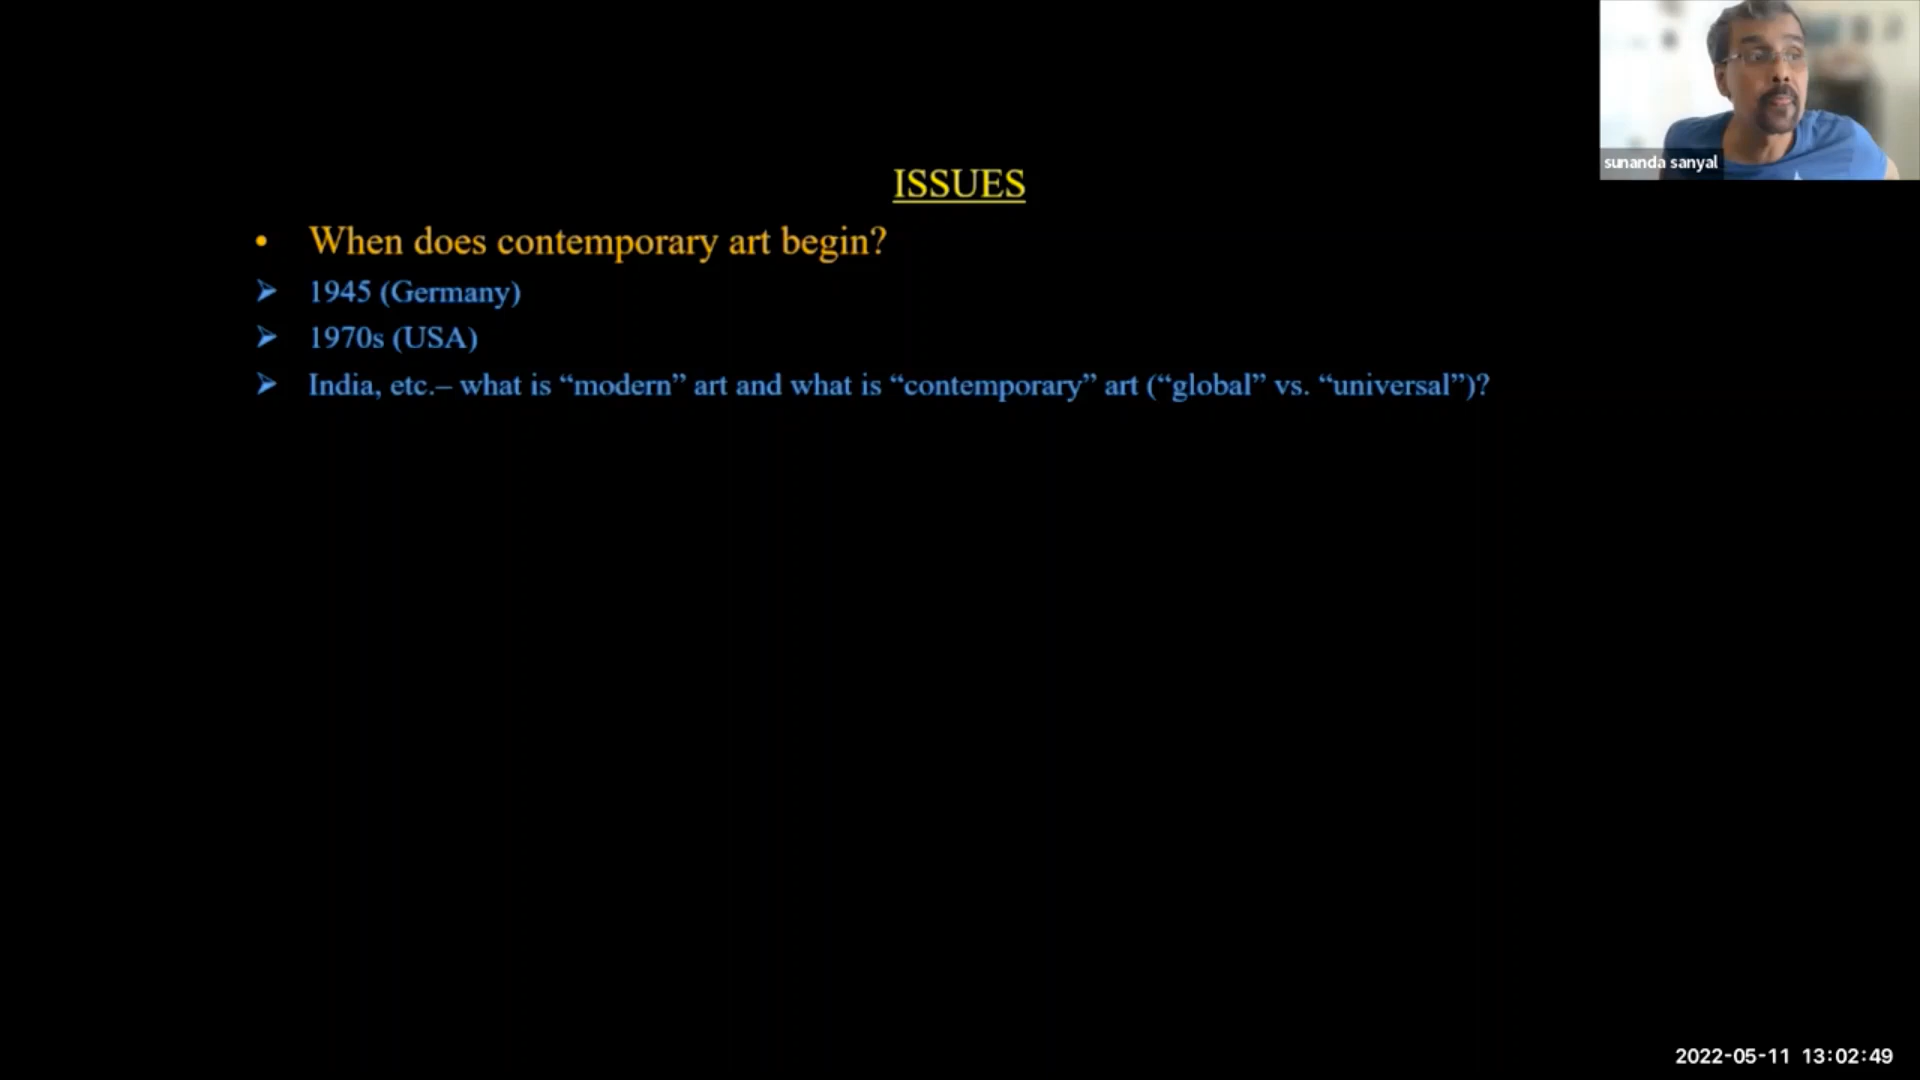 sunanda sanyal
ISSUES
• When does contemporary art begin?
➢ 1945 (Germany)
➢ 1970s (USA)
➢ India, etc.– what is “modern” art and what is “contemporary” art (“global” vs. “universal”)?
2022-05-11 13:02:49